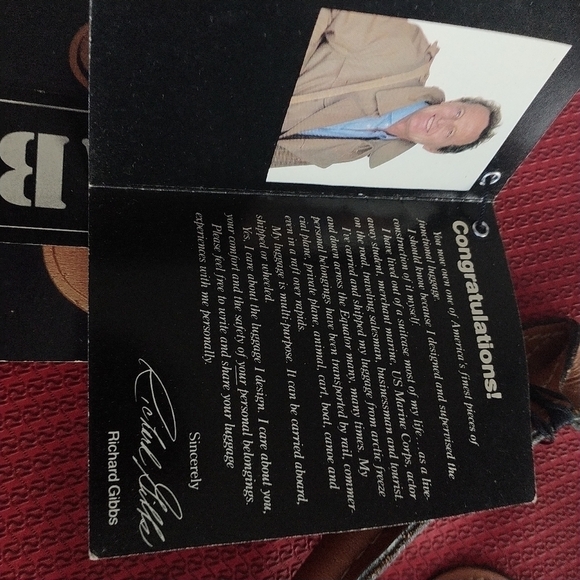 Congratulations!
You now own one of America's finest pieces of
functional luggage.
I should know because I designed and supervised the
construction of it myself.
I have lived out of a suitcase most of my life. . .as a live-
away student, merchant marine, US Marine Corps, actor
on the road, traveling salesman, businessman and tourist.
I've carried and shipped my luggage from arctic freeze
and down across the Equator many, many times. My
personal belongings have been transported by rail, commer-
cial plane, private plane, animal, cart, boat, canoe and
even in a raft over rapids.
My luggage is multi-purpose. It can be carried aboard,
shipped or wheeled.
Yes, I care about the luggage I design. I care about you,
your comfort and the safety of your personal belongings.
Please feel free to write and share your luggage
experiences with me personally.
Sincerely
Richard Gibbs
Richard Gibbs
B